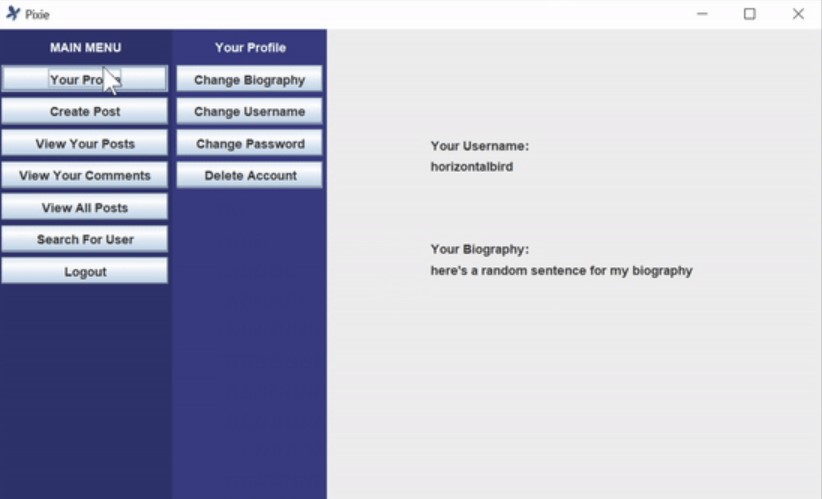 Pixie
MAIN MENU
Your
Create Post
View Your Posts
View Your Comments
View All Posts
Search For User
Logout
Your Profile
Change Biography
Change Username
Change Password
Delete Account
Your Username:
horizontalbird
Your Biography:
here's a random sentence for my biography